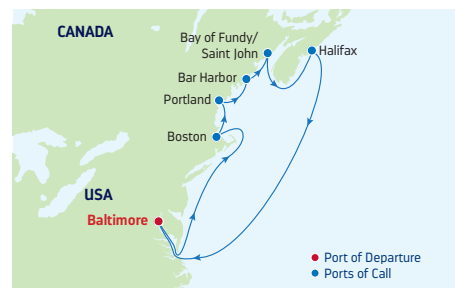 CANADA
Bay of Fundy/
Saint John
Halifax
Bar Harbor
Portland
Boston
USA
Baltimore
Port of Departure
Ports of Call